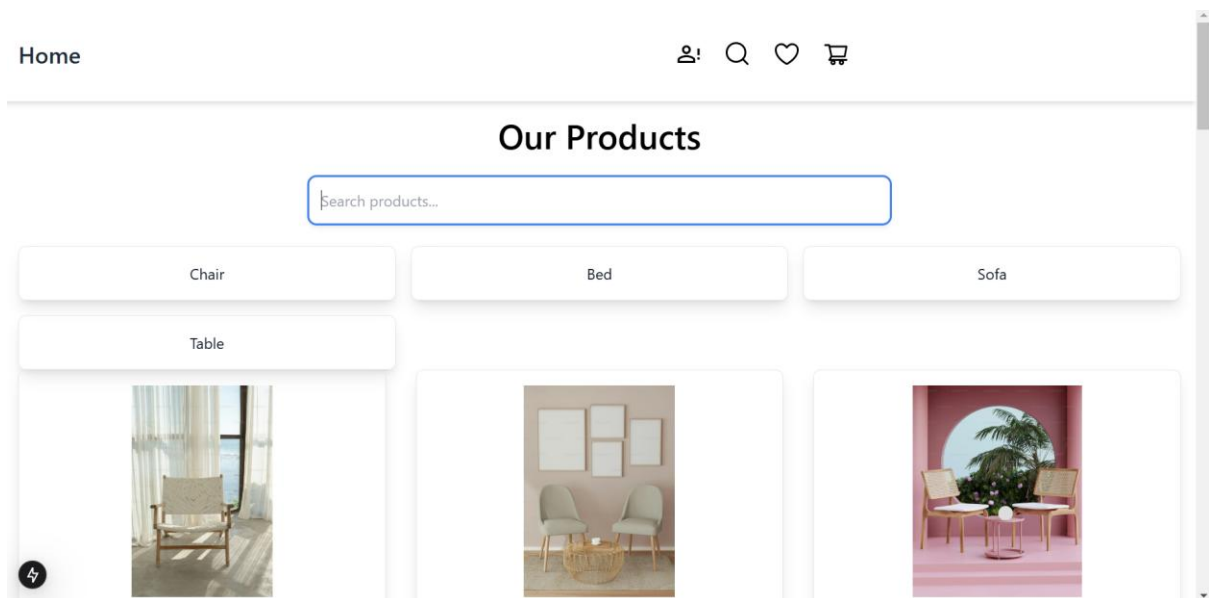 Home
Our Products
Search products...
Chair
Bed
Sofa
Table